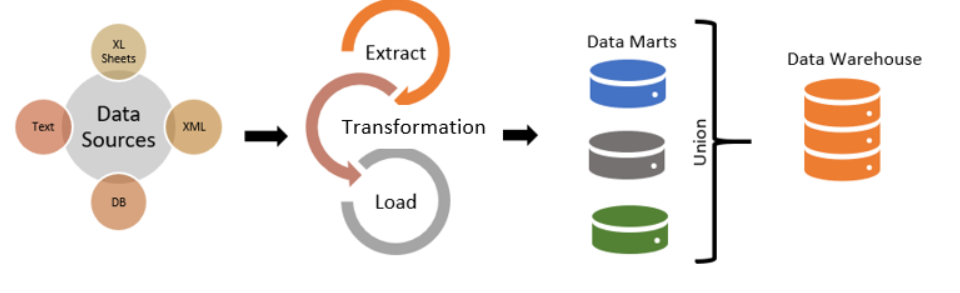 XL
Sheets
Text
Data
Sources
XML
DB
Extract
Transformation
Load
Data Marts
Union
Data Warehouse